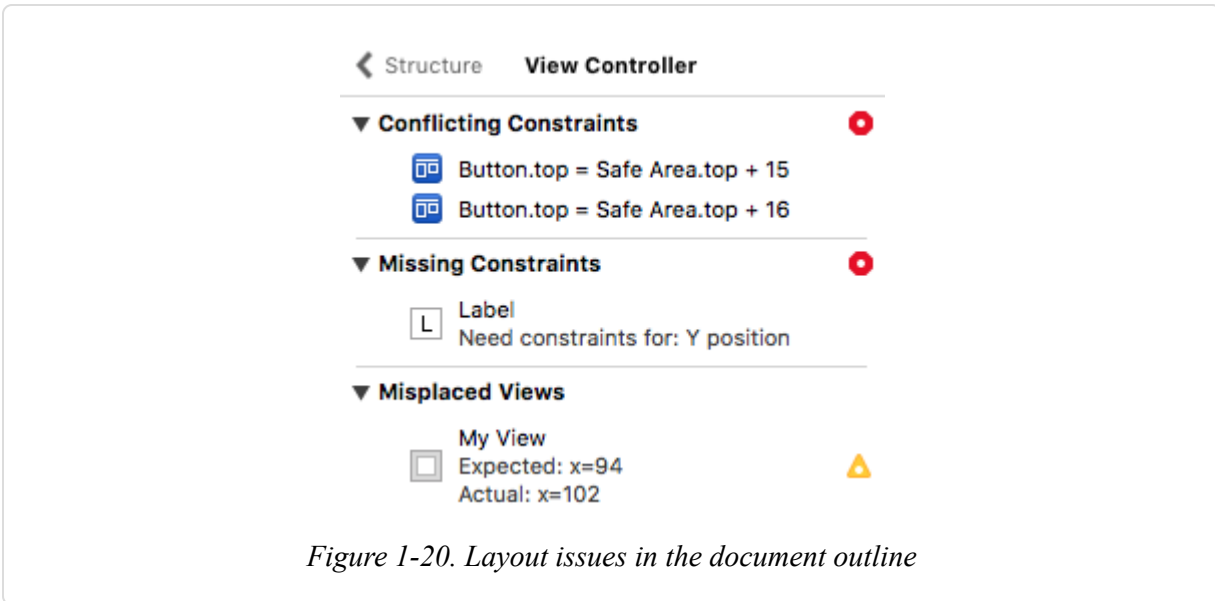 Structure View Controller
Conflicting Constraints
Button.top = Safe Area.top + 15
Button.top = Safe Area.top + 16
Missing Constraints
L Label
Need constraints for: Y position
Misplaced Views
My View
Expected: x=94
Actual: x=102
Figure 1-20. Layout issues in the document outline